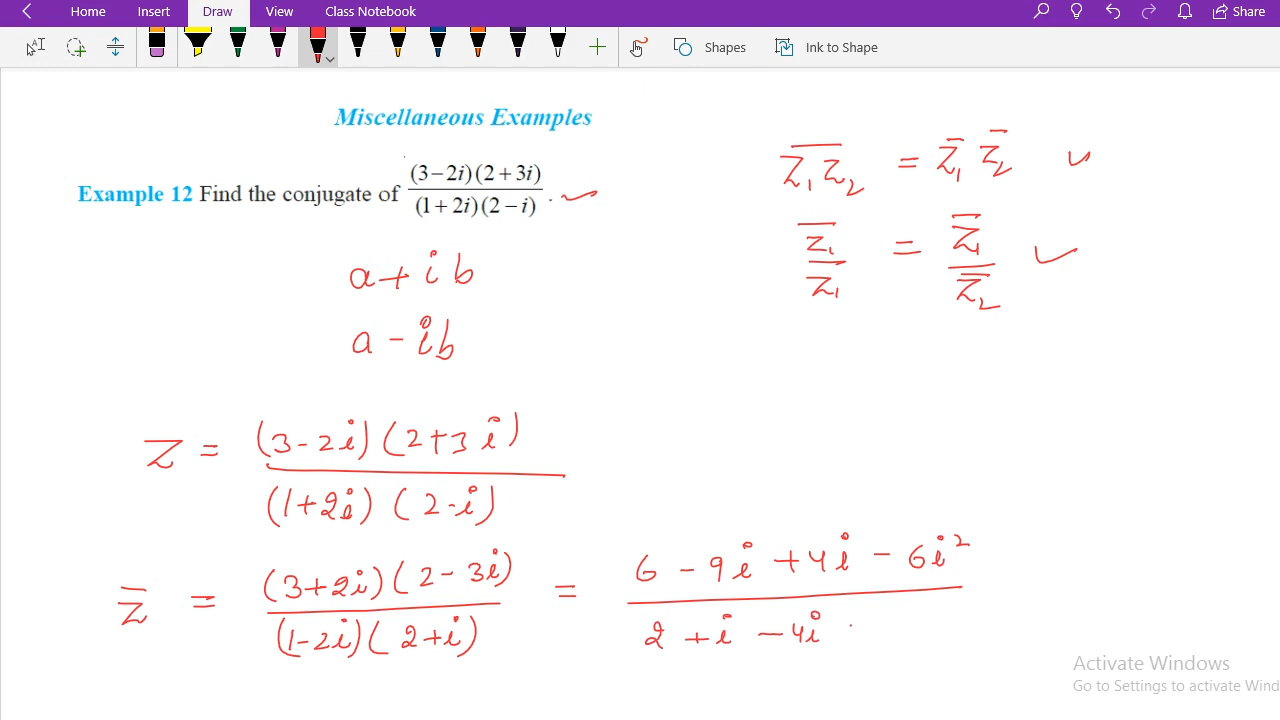 Home Insert Draw View Class Notebook Share
Shapes Ink to Shape
Miscellaneous Examples
Example 12 Find the conjugate of (3−2i)(2+3i) / (1+2i)(2−i) .
a+ib
a-ib
z̅₁z̅₂ = z̅₁ z̅₂
z̅₁ / z₁ = z̅₁ / z̅₂
z = (3-2i)(2+3i) / (1+2i)(2-i)
z̅ = (3+2i)(2-3i) / (1-2i)(2+i) = 6-9i+4i-6i² / 2+i-4i
Activate Windows
Go to Settings to activate Wind